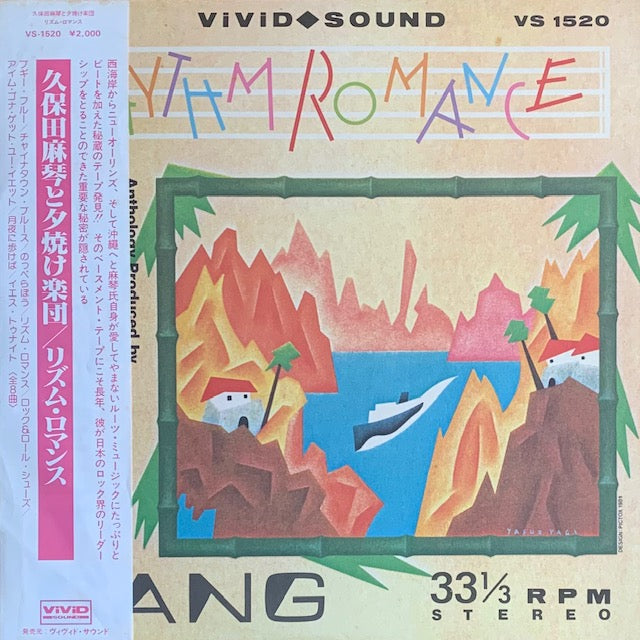 久保田麻琴と夕焼け楽団
リズム・ロマンス
VS-1520 ¥2,000
西海岸からニューオーリンズ、そして沖縄へと麻琴氏自身が愛してやまないルーツ・ミュージックにたっぷりと
ビートを加えた秘蔵のテープ発見!! そのベースメント・テープにこそ長年、彼が日本のロック界のリーダー
シップをとることのできた重要な秘密が隠されている
久保田麻琴と夕焼け楽団/リズム・ロマンス
ブギー・ブルー/チャイナタウン・ブルース/のっぺらぼう/リズム・ロマンス/ロック&ロール・シューズ/
アイム・ゴナ・ゲット・ユー・イエット/月夜に歩けば/イエス・トゥナイト 〈全8曲〉
ViViD
SOUND
発売元:ヴィヴィド・サウンド
ViViD◆SOUND
VS 1520
YTHM ROMANCE
Anthology Produced by
YASUO YAGI
ANG
33 1/3 RPM
STEREO